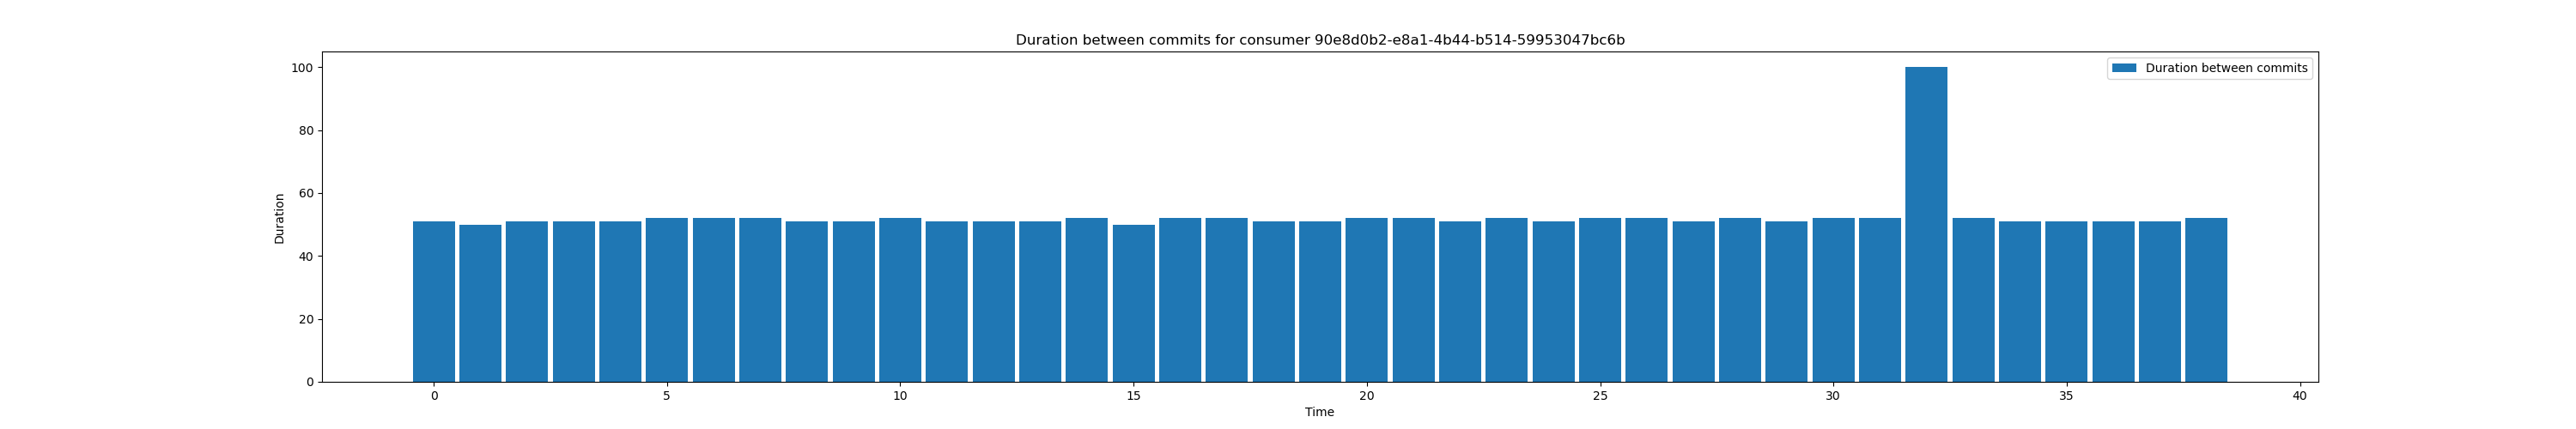 Duration between commits for consumer 90e8d0b2-e8a1-4b44-b514-59953047bc6b
Duration between commits
100
80
60
40
20
0
Duration
0 5 10 15 20 25 30 35 40
Time